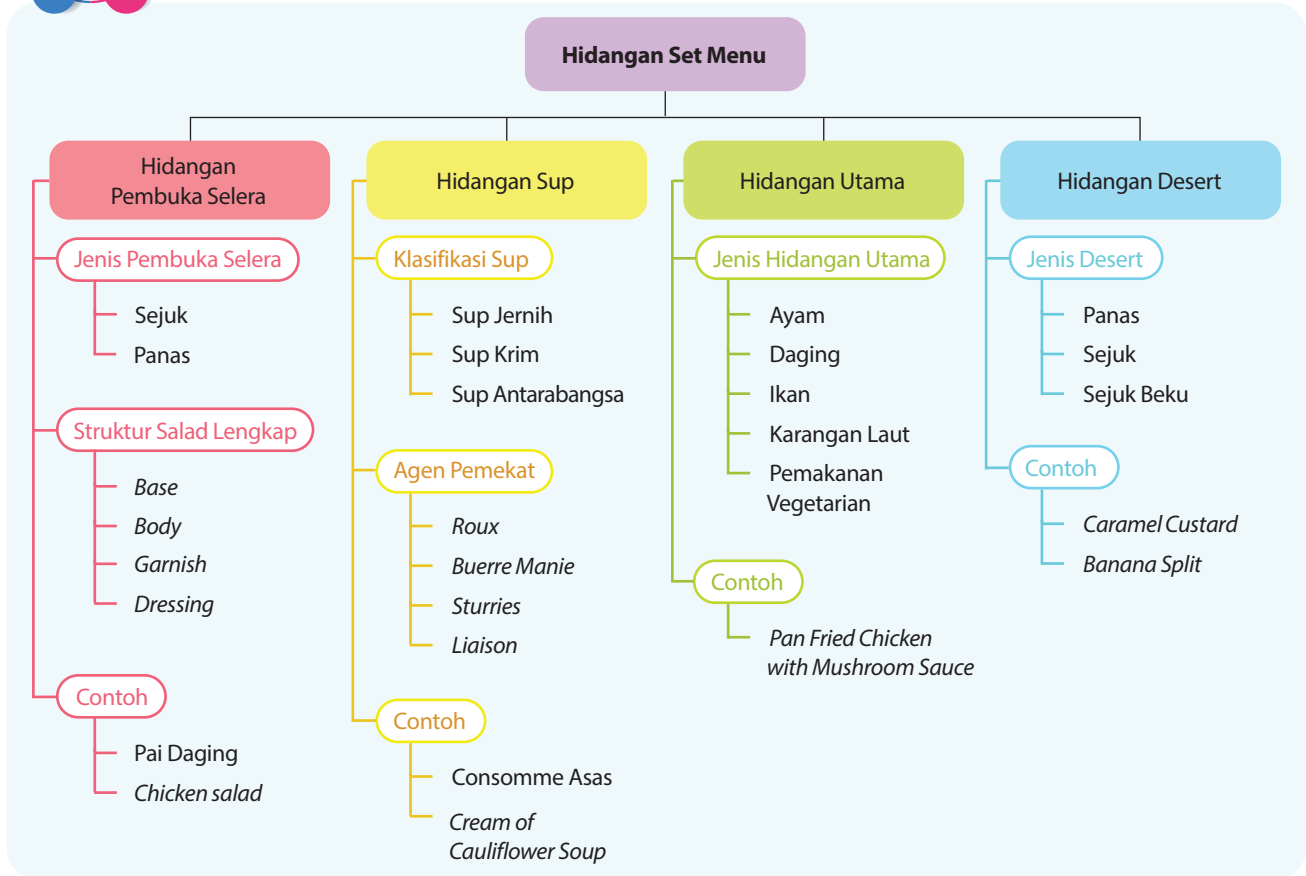 Hidangan Set Menu
Hidangan
Pembuka Selera
Jenis Pembuka Selera
Sejuk
Panas
Struktur Salad Lengkap
Base
Body
Garnish
Dressing
Contoh
Pai Daging
Chicken salad
Hidangan Sup
Klasifikasi Sup
Sup Jernih
Sup Krim
Sup Antarabangsa
Agen Pemekat
Roux
Buerre Manie
Sturries
Liaison
Contoh
Consomme Asas
Cream of
Cauliflower Soup
Hidangan Utama
Jenis Hidangan Utama
Ayam
Daging
Ikan
Karangan Laut
Pemakanan
Vegetarian
Contoh
Pan Fried Chicken
with Mushroom Sauce
Hidangan Desert
Jenis Desert
Panas
Sejuk
Sejuk Beku
Contoh
Caramel Custard
Banana Split